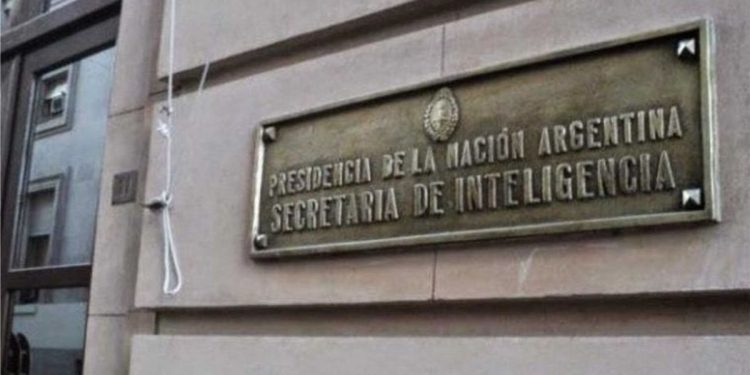 PRESIDENCIA DE LA NACIÓN ARGENTINA
SECRETARIA DE INTELIGENCIA